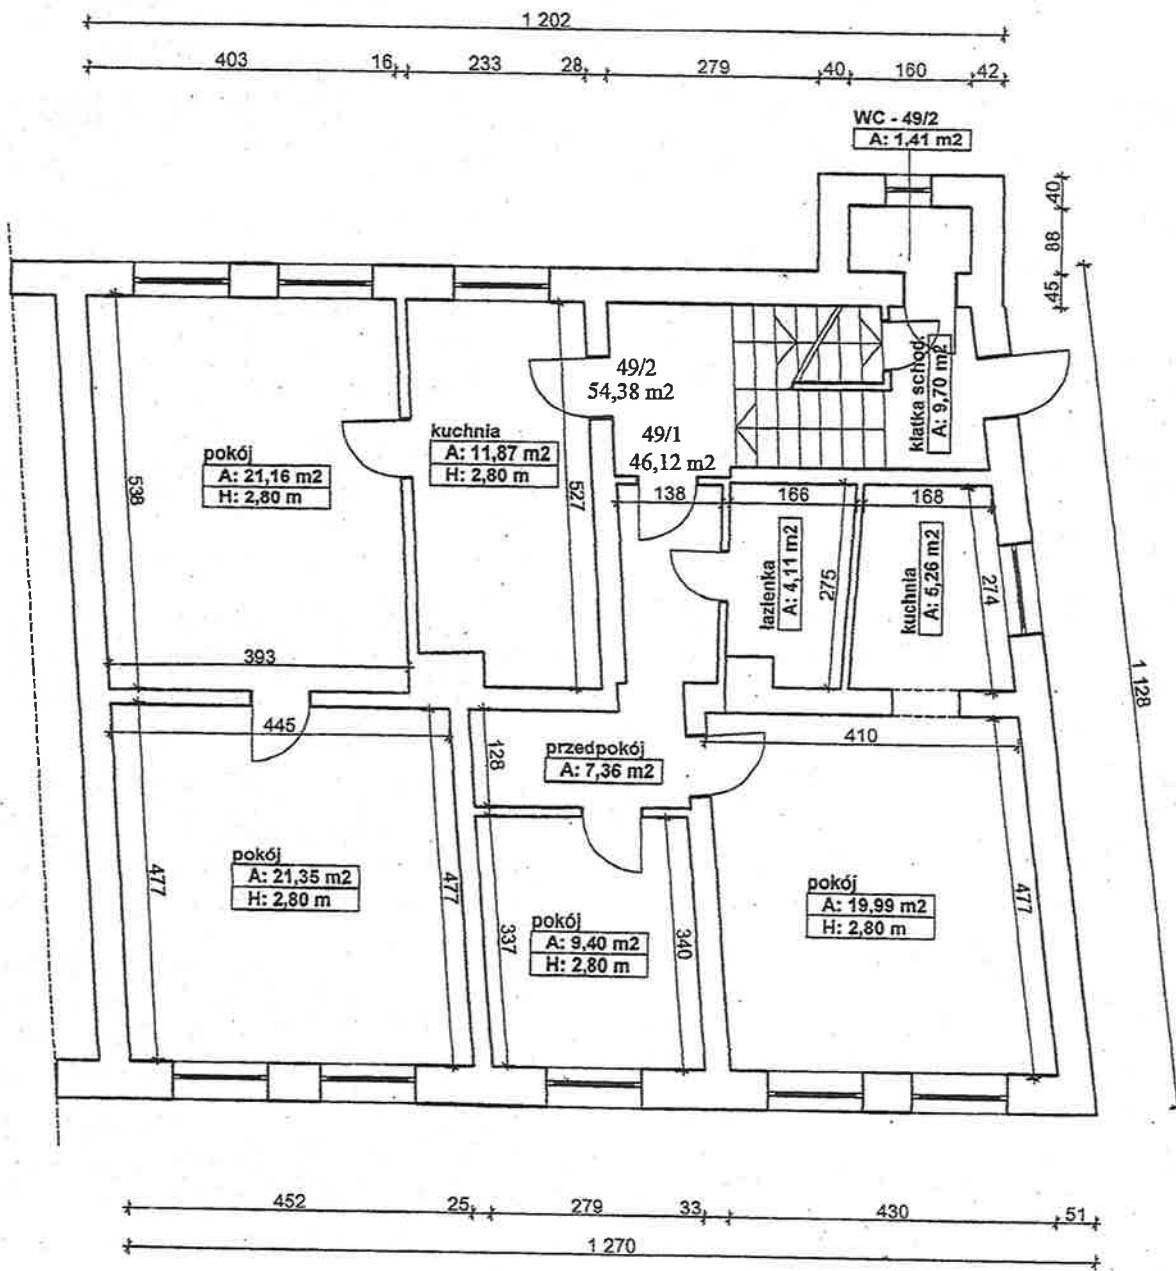 1 202
403 16 233 28 279 40 160 42
WC - 49/2
A: 1,41 m2
40
88
45
49/2
54,38 m2
klatka schod.
A: 9,70 m2
pokój
A: 21,16 m2
H: 2,80 m
kuchnia
A: 11,87 m2
H: 2,80 m
49/1
46,12 m2
538
527
138 166 168
łazienka
A: 4,11 m2
275
kuchnia
A: 5,26 m2
274
393
1 128
445
128
przedpokój
A: 7,36 m2
410
pokój
A: 21,35 m2
H: 2,80 m
477
477
pokój
A: 9,40 m2
H: 2,80 m
337
340
pokój
A: 19,99 m2
H: 2,80 m
477
452 25 279 33 430 51
1 270